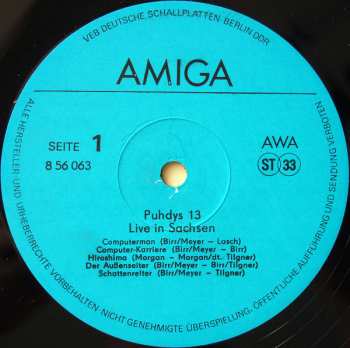 VEB DEUTSCHE SCHALLPLATTEN BERLIN DDR
AMIGA
SEITE 1
8 56 063
AWA
ST 33
Puhdys 13
Live in Sachsen
Computerman (Birr/Meyer – Lasch)
Computer-Karriere (Birr/Meyer – Birr)
Hiroshima (Morgan – Morgan/dt. Tilgner)
Der Außenseiter (Birr/Meyer – Birr/Tilgner)
Schattenreiter (Birr/Meyer – Tilgner)
ALLE HERSTELLER- UND URHEBERRECHTE VORBEHALTEN · NICHT GENEHMIGTE ÜBERSPIELUNG, ÖFFENTLICHE AUFFÜHRUNG UND SENDUNG VERBOTEN